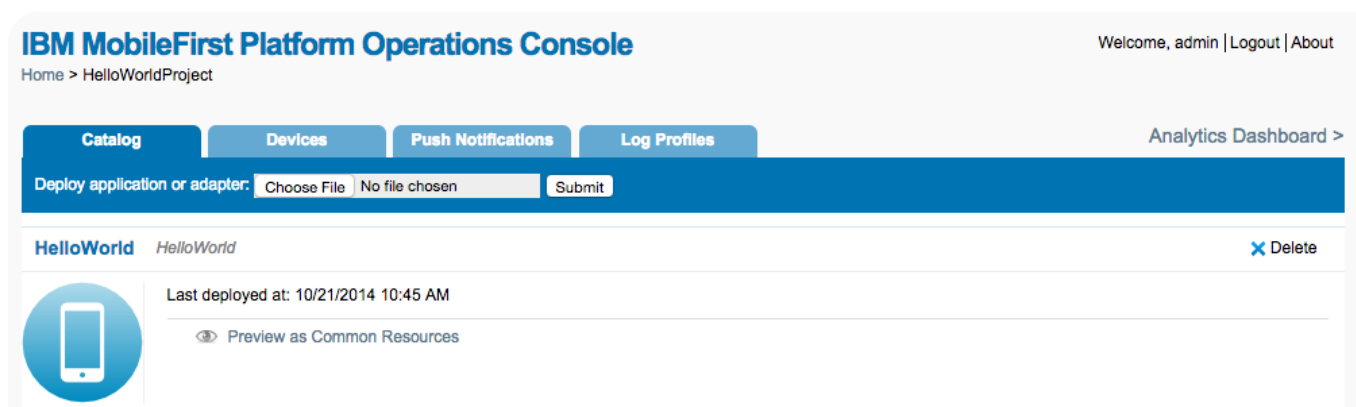 IBM MobileFirst Platform Operations Console
Welcome, admin | Logout | About
Home > HelloWorldProject
Catalog Devices Push Notifications Log Profiles Analytics Dashboard >
Deploy application or adapter: Choose File No file chosen Submit
HelloWorld HelloWorld Delete
Last deployed at: 10/21/2014 10:45 AM
Preview as Common Resources